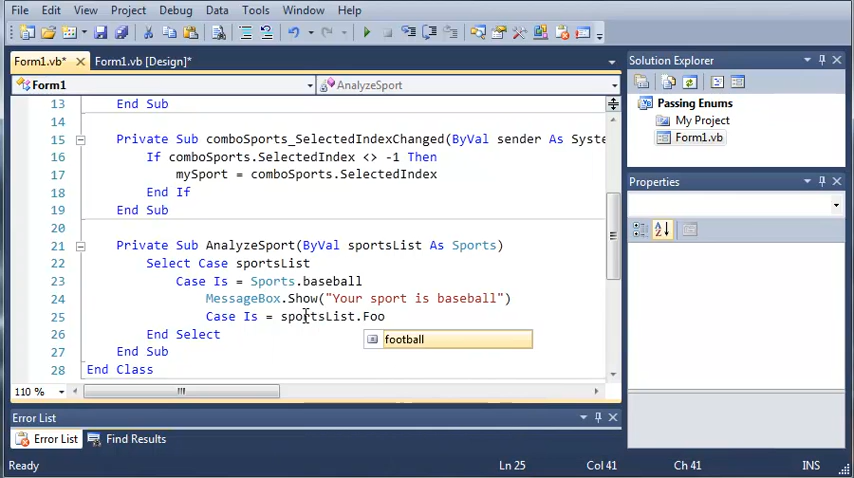 File Edit View Project Debug Data Tools Window Help
Form1.vb* Form1.vb [Design]*
Form1 AnalyzeSport
13 End Sub
14
15 Private Sub comboSports_SelectedIndexChanged(ByVal sender As Syste
16 If comboSports.SelectedIndex <> -1 Then
17 mySport = comboSports.SelectedIndex
18 End If
19 End Sub
20
21 Private Sub AnalyzeSport(ByVal sportsList As Sports)
22 Select Case sportsList
23 Case Is = Sports.baseball
24 MessageBox.Show("Your sport is baseball")
25 Case Is = sportsList.Foo
football
26 End Select
27 End Sub
28 End Class
110 %
Solution Explorer
Passing Enums
My Project
Form1.vb
Properties
Error List
Error List Find Results
Ready Ln 25 Col 41 Ch 41 INS